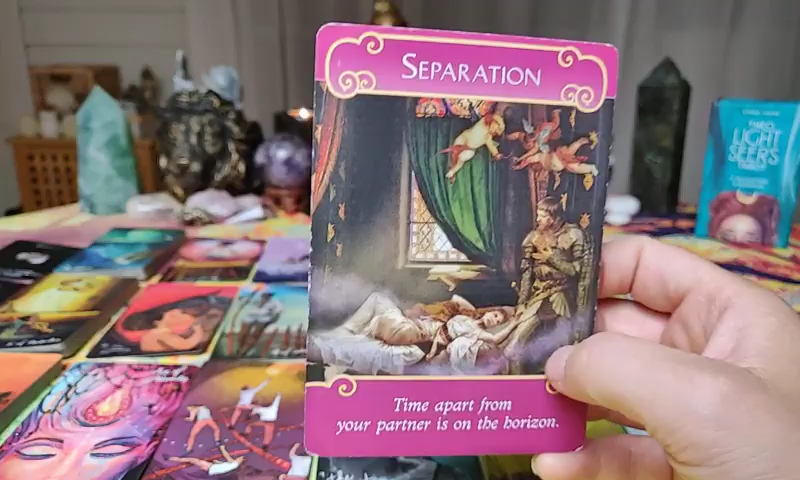 SEPARATION
Time apart from
your partner is on the horizon.
LIGHT
SEERS